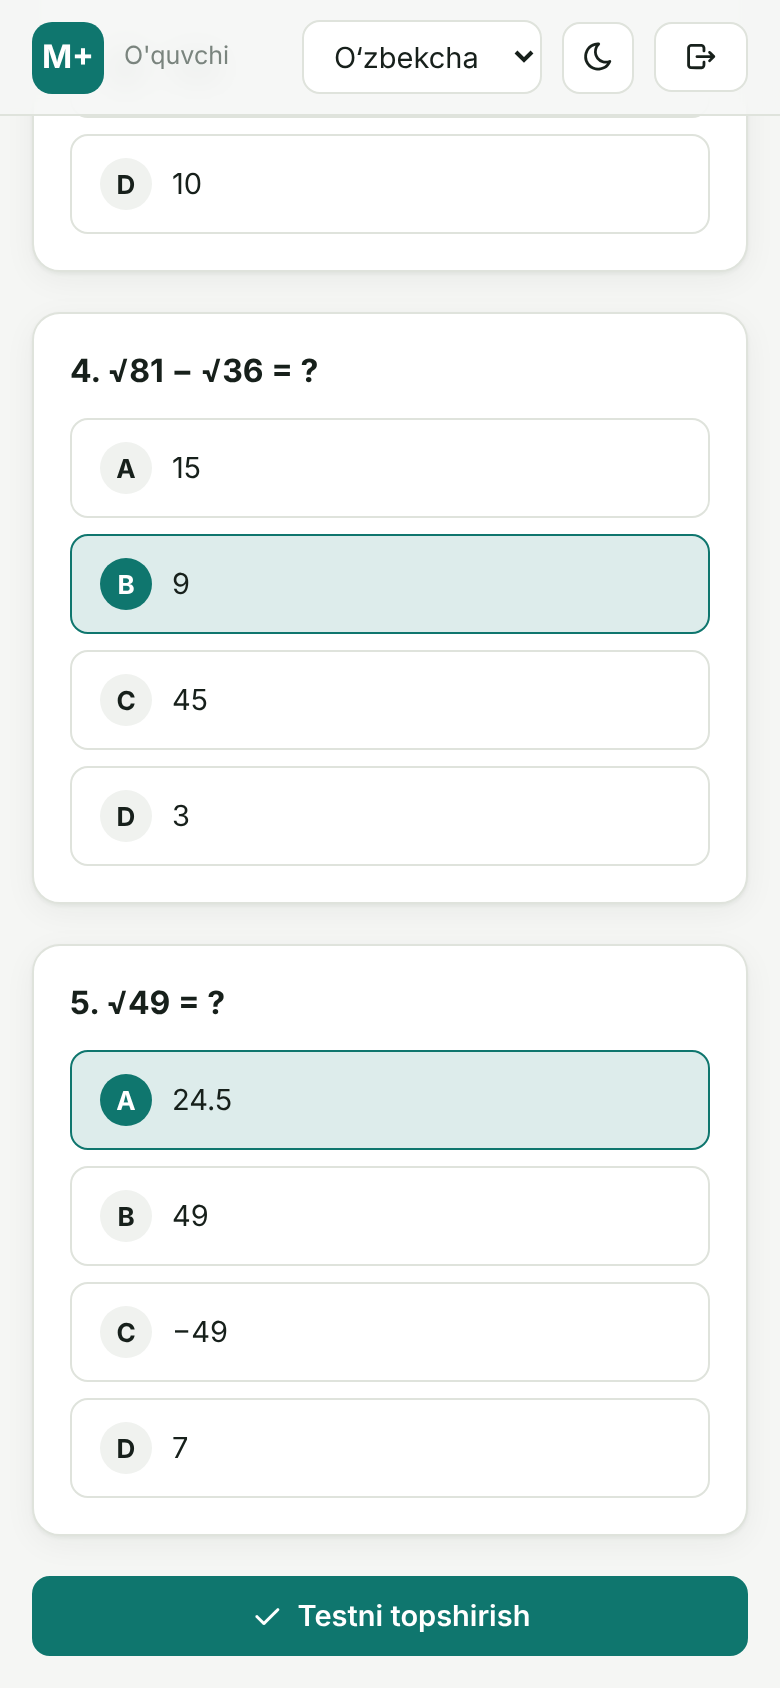 M+ O'quvchi O‘zbekcha
D 10
4. √81 − √36 = ?
A 15
B 9
C 45
D 3
5. √49 = ?
A 24.5
B 49
C −49
D 7
Testni topshirish